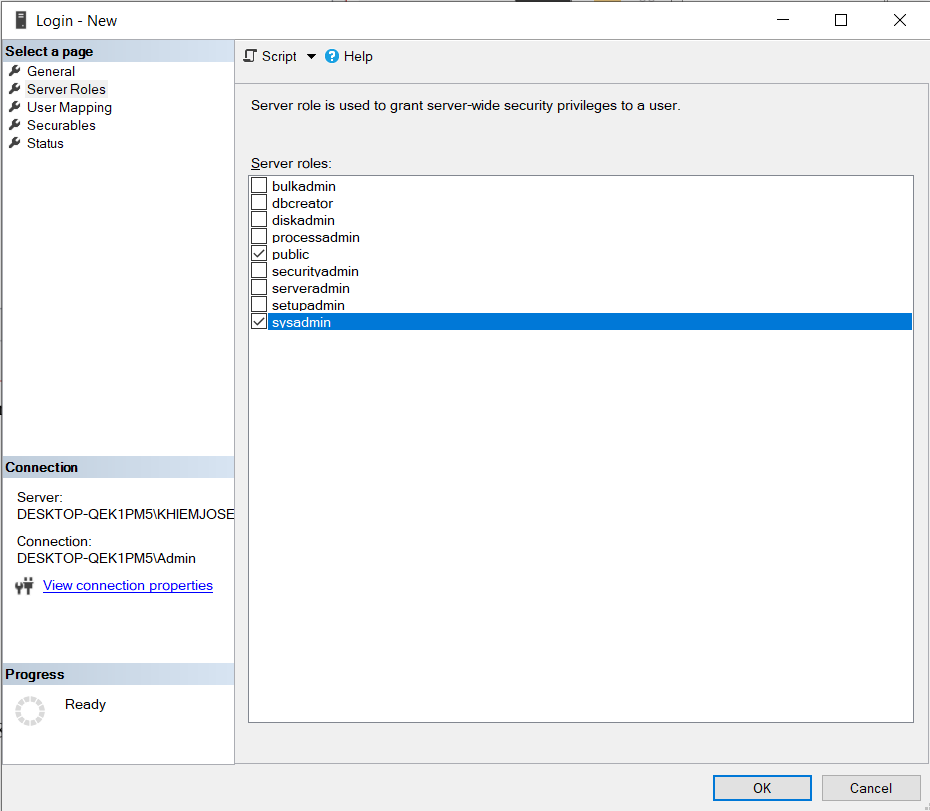 Login - New
Select a page
General
Server Roles
User Mapping
Securables
Status
Script
Help
Server role is used to grant server-wide security privileges to a user.
Server roles:
bulkadmin
dbcreator
diskadmin
processadmin
public
securityadmin
serveradmin
setupadmin
sysadmin
Connection
Server:
DESKTOP-QEK1PM5\KHIEMJOSE
Connection:
DESKTOP-QEK1PM5\Admin
View connection properties
Progress
Ready
OK
Cancel